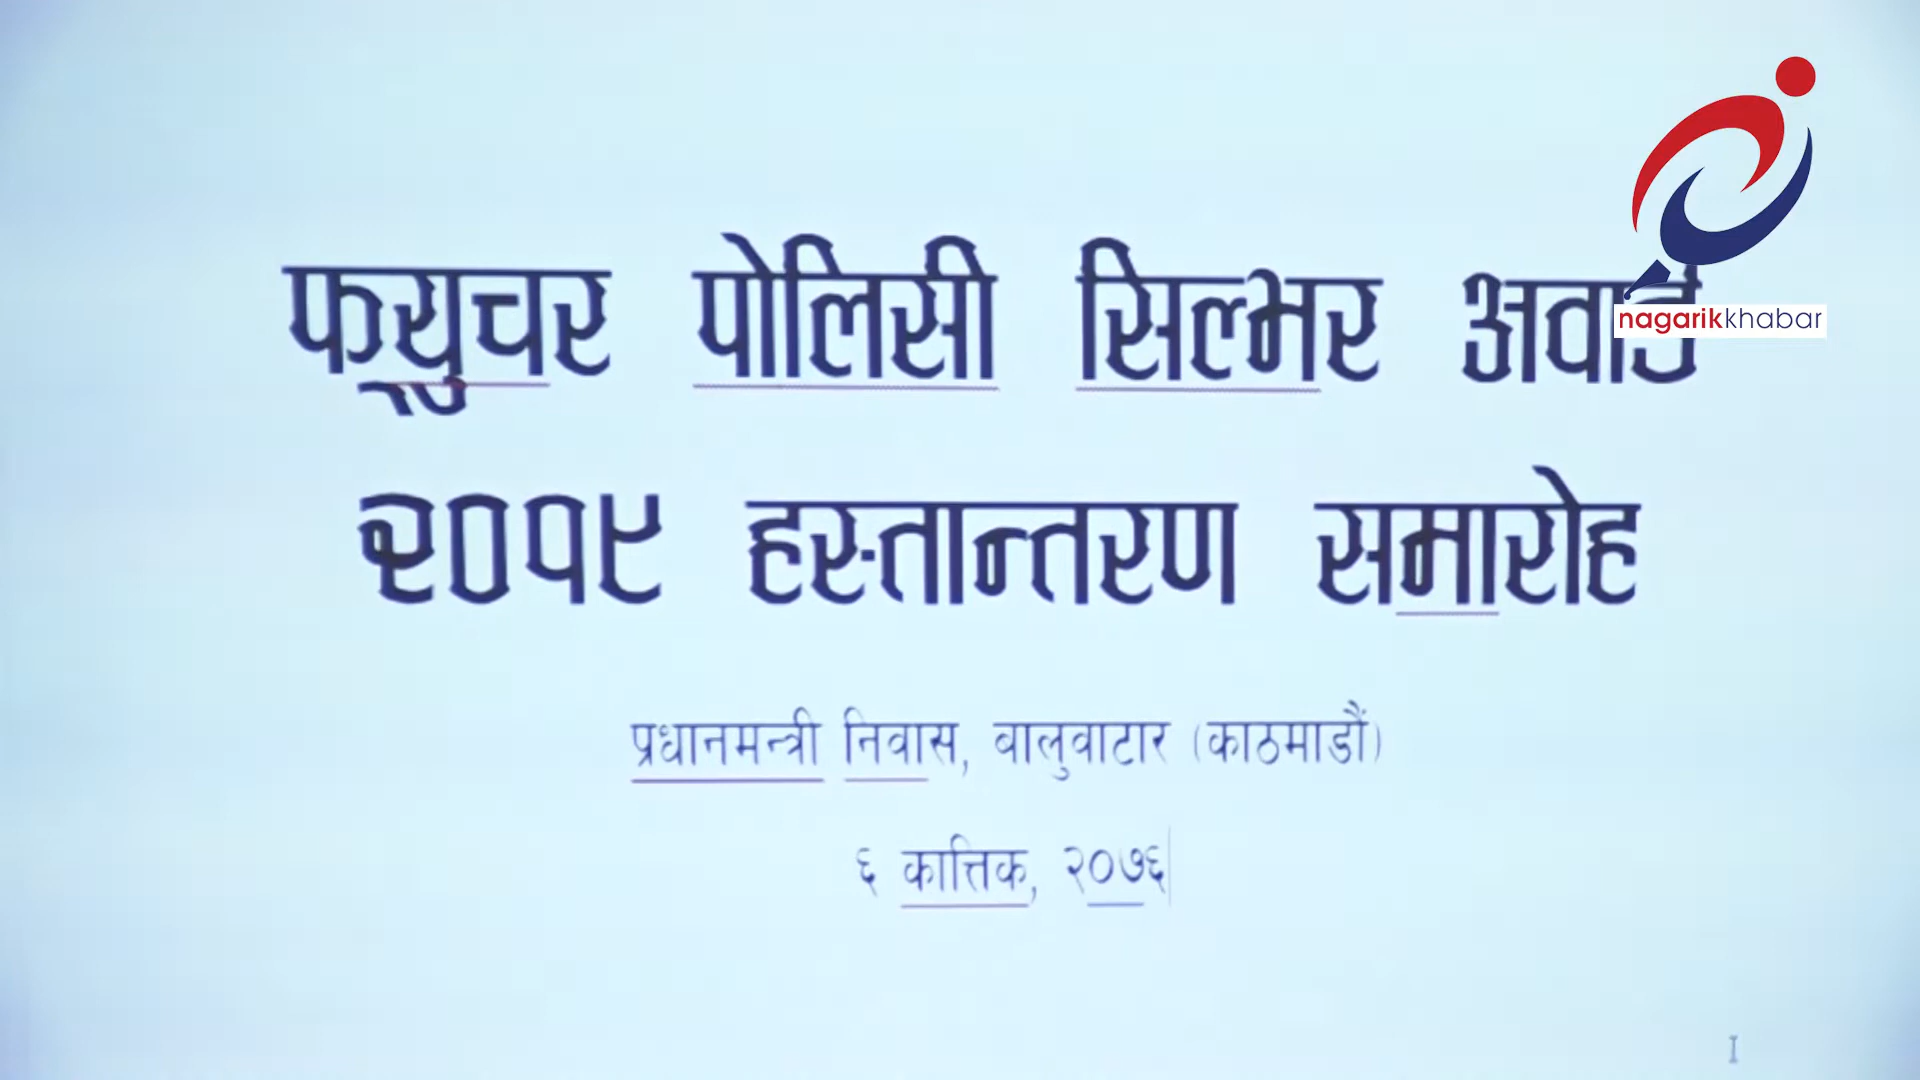 फ्युचर पोलिसी सिल्भर अवार्ड
२०१९ हस्तान्तरण समारोह
प्रधानमन्त्री निवास, बालुवाटार (काठमाडौं)
६ कात्तिक, २०७६
nagarikkhabar